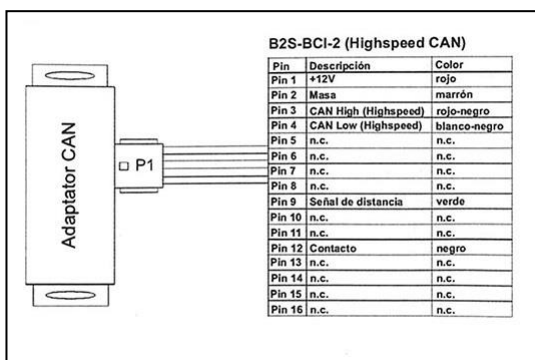 B2S-BCI-2 (Highspeed CAN)
Pin Descripción Color
Pin 1 +12V rojo
Pin 2 Masa marrón
Pin 3 CAN High (Highspeed) rojo-negro
Pin 4 CAN Low (Highspeed) blanco-negro
Pin 5 n.c. n.c.
Pin 6 n.c. n.c.
Pin 7 n.c. n.c.
Pin 8 n.c. n.c.
Pin 9 Señal de distancia verde
Pin 10 n.c. n.c.
Pin 11 n.c. n.c.
Pin 12 Contacto negro
Pin 13 n.c. n.c.
Pin 14 n.c. n.c.
Pin 15 n.c. n.c.
Pin 16 n.c. n.c.
Adaptator CAN
P1